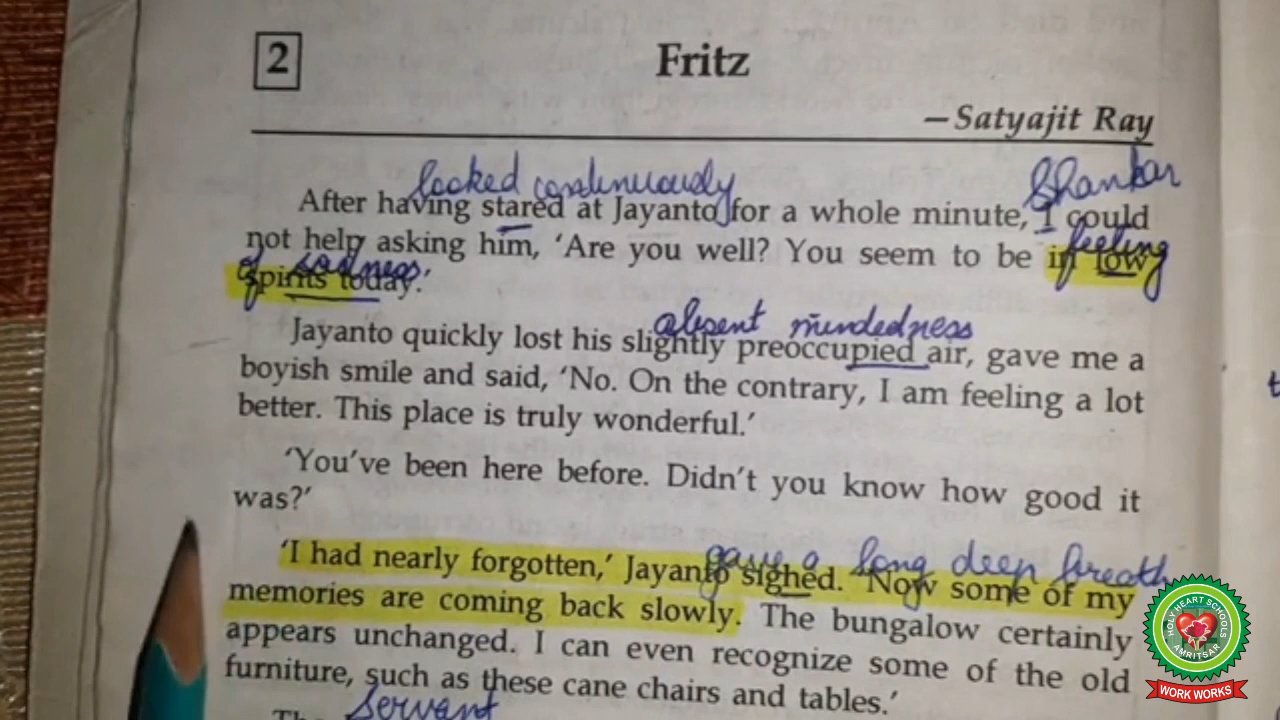 2
Fritz
—Satyajit Ray
looked continuously
Shankar
After having stared at Jayanto for a whole minute, I could
feeling
not help asking him, ‘Are you well? You seem to be in low
of sadness.
spirits today.’
absent mindedness
Jayanto quickly lost his slightly preoccupied air, gave me a
boyish smile and said, ‘No. On the contrary, I am feeling a lot
better. This place is truly wonderful.’
‘You’ve been here before. Didn’t you know how good it
was?’
gave a long deep breath
‘I had nearly forgotten,’ Jayanto sighed. ‘Now some of my
memories are coming back slowly. The bungalow certainly
appears unchanged. I can even recognize some of the old
furniture, such as these cane chairs and tables.’
servant
The
HOLY HEART SCHOOLS
AMRITSAR
WORK WORKS